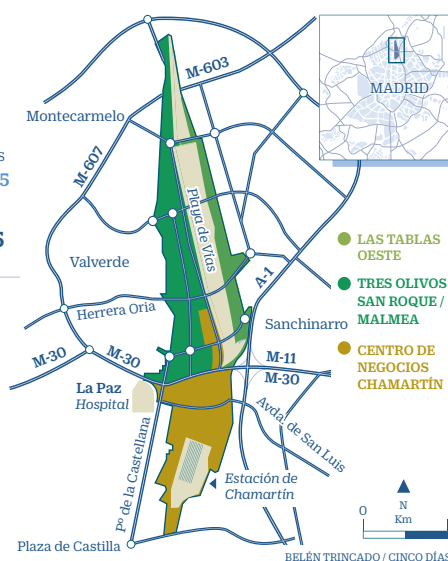 M-603
MADRID
Montecarmelo
s
5
M-607
5
Playa de Vías
LAS TABLAS
OESTE
Valverde
A-1
TRES OLIVOS
SAN ROQUE /
MALMEA
Herrera Oria
Sanchinarro
CENTRO DE
NEGOCIOS
CHAMARTÍN
M-30
M-30
M-11
M-30
La Paz
Hospital
Avda. de San Luis
Pº de la Castellana
Estación de
Chamartín
N
0
Km
Plaza de Castilla
BELÉN TRINCADO / CINCO DÍAS